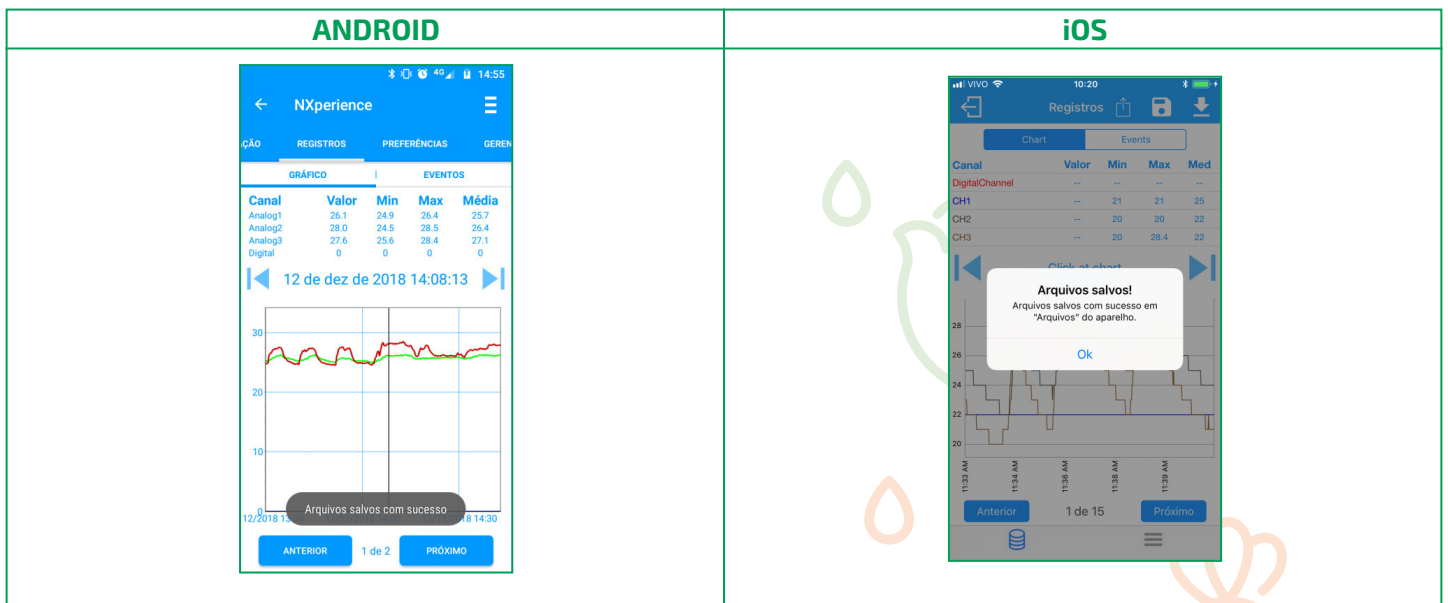 ANDROID
iOS
4G 14:55
NXperience
AÇÃO REGISTROS PREFERÊNCIAS GEREN
GRÁFICO EVENTOS
Canal Valor Min Max Média
Analog1 26.1 24.9 26.4 25.7
Analog2 28.0 24.5 28.5 26.4
Analog3 27.6 25.6 28.4 27.1
Digital 0 0 0 0
12 de dez de 2018 14:08:13
30
20
10
0
Arquivos salvos com sucesso
12/2018 18 14:30
ANTERIOR 1 de 2 PRÓXIMO
VIVO 10:20
Registros
Chart Events
Canal Valor Min Max Med
DigitalChannel -- -- -- --
CH1 -- 21 21 25
CH2 -- 20 20 22
CH3 -- 20 28.4 22
Click at chart
Arquivos salvos!
Arquivos salvos com sucesso em
"Arquivos" do aparelho.
Ok
28
26
24
22
20
11:33 AM
11:34 AM
11:36 AM
11:38 AM
11:39 AM
Anterior 1 de 15 Próximo